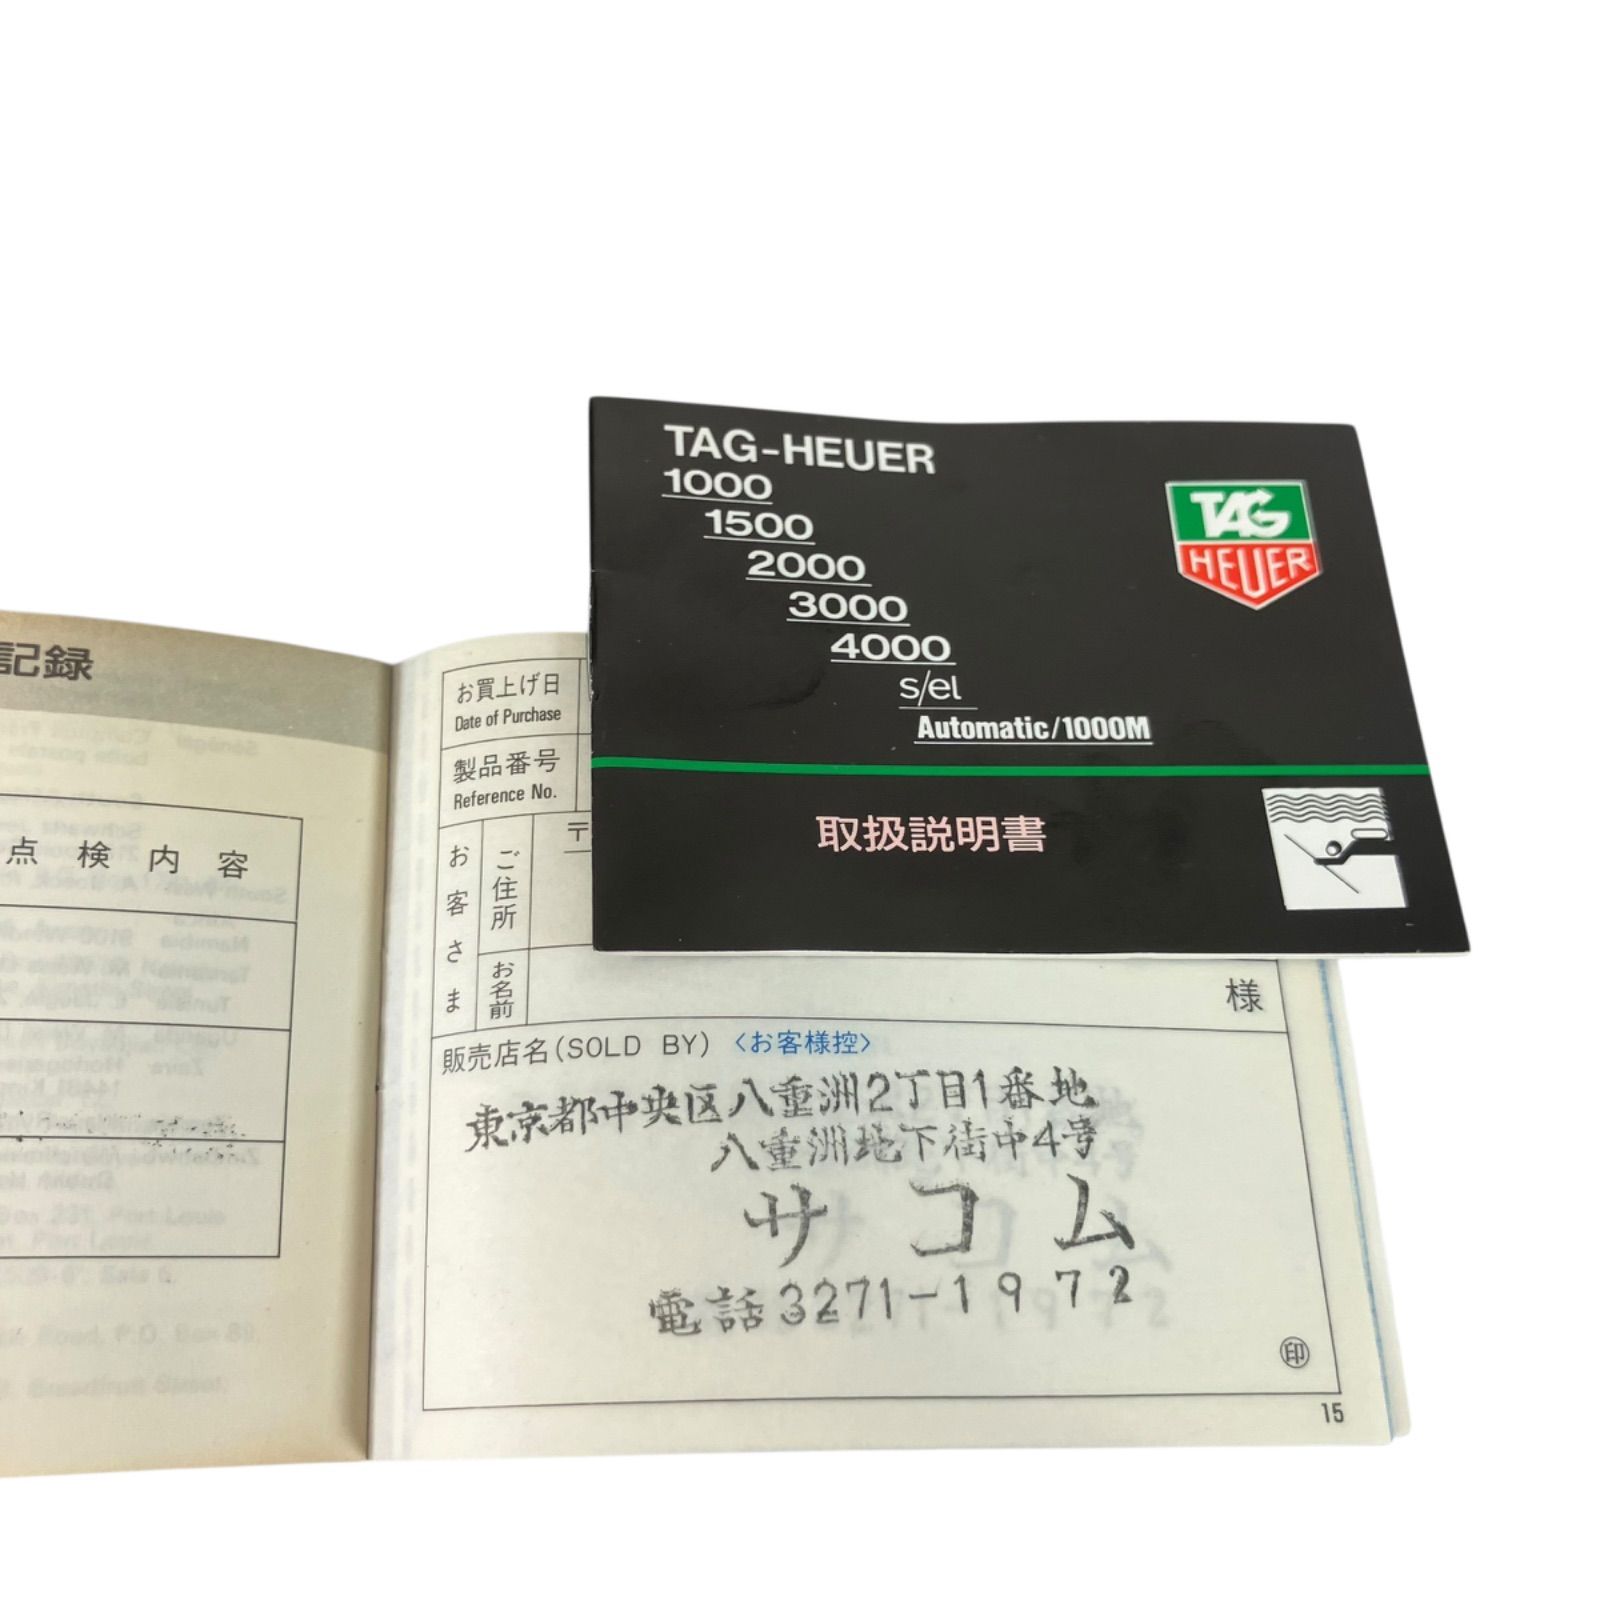 TAG-HEUER
1000
1500
2000
3000
4000
s/el
Automatic/1000M
TAG
HEUER
取扱説明書
記録
点検内容
お買上げ日
Date of Purchase
製品番号
Reference No.
お客さま
ご住所
〒
お名前
様
販売店名(SOLD BY) 〈お客様控〉
東京都中央区八重洲2丁目1番地
八重洲地下街中4号
サコム
電話3271-1972
印
15